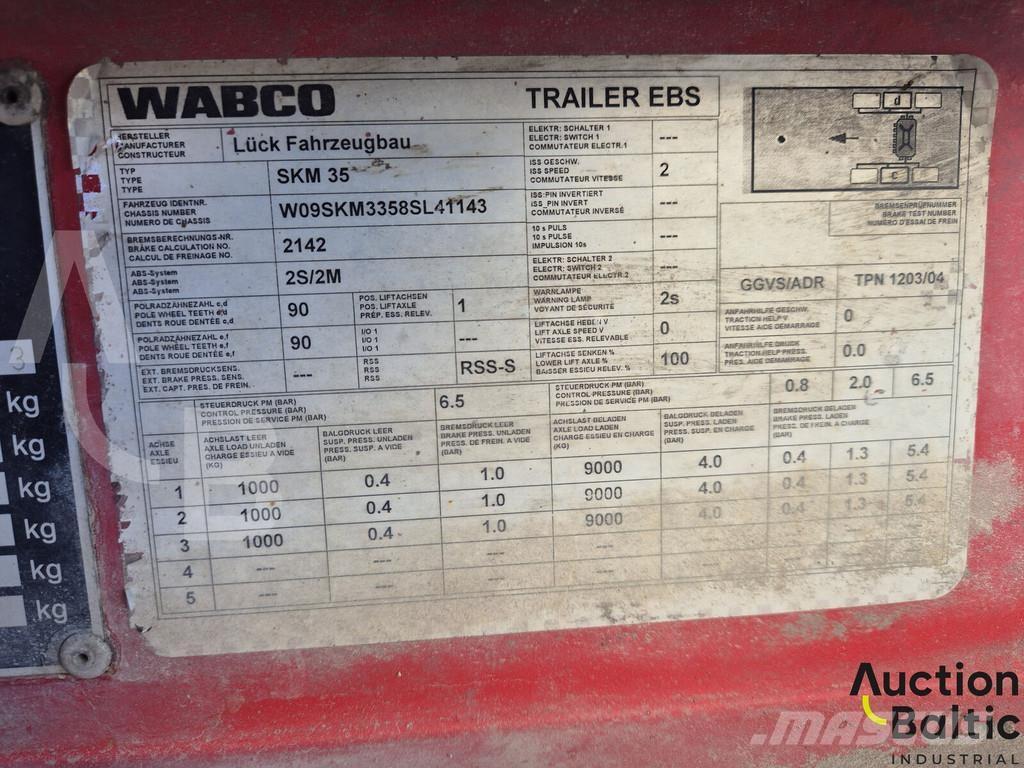 WABCO TRAILER EBS
HERSTELLER
MANUFACTURER
CONSTRUCTEUR
Lück Fahrzeugbau
ELEKTR. SCHALTER 1
ELECTR. SWITCH 1
COMMUTATEUR ELECTR.1
---
TYP
TYPE
TYPE
SKM 35
ISS GESCHW.
ISS SPEED
COMMUTATEUR VITESSE
2
FAHRZEUG IDENTNR.
CHASSIS NUMBER
NUMERO DE CHASSIS
W09SKM3358SL41143
ISS:PIN INVERTIERT
ISS_PIN INVERT
COMMUTATEUR INVERSÉ
---
BREMSENPRÜFNUMMER
BRAKE TEST NUMBER
NUMÉRO D'ESSAI DE FREIN
BREMSBERECHNUNGS-NR.
BRAKE CALCULATION NO.
CALCUL DE FREINAGE NO.
2142
10 s PULS
10 s PULSE
IMPULSION 10s
---
ABS-System
ABS-System
ABS-System
2S/2M
ELEKTR: SCHALTER 2
ELECTR: SWITCH 2
COMMUTATEUR ELECTR.2
---
GGVS/ADR TPN 1203/04
POLRADZÄHNEZAHL c,d
POLE WHEEL TEETH c,d
DENTS ROUE DENTÉE c,d
90
POS. LIFTACHSEN
POS. LIFTAXLE
PRÉP. ESS. RELEV.
1
WARNLAMPE
WARNING LAMP
VOYANT DE SÉCURITÉ
2s
ANFAHRHILFE GESCHW.
TRACTION HELP V
VITESSE AIDE DEMARRAGE
0
POLRADZÄHNEZAHL e,f
POLE WHEEL TEETH e,f
DENTS ROUE DENTÉE e,f
90
I/O 1
I/O 1
I/O 1
---
LIFTACHSE HEBEN V
LIFT AXLE SPEED V
VITESSE ESS. RELEVABLE
0
ANFAHRHILFE DRUCK
TRACTION HELP PRESS.
PRES. AIDE DEMARRAGE
0.0
EXT. BREMSDRUCKSENS.
EXT. BRAKE PRESS. SENS.
EXT. CAPT. PRES. DE FREIN.
---
RSS
RSS
RSS
RSS-S
LIFTACHSE SENKEN %
LOWER LIFT AXLE %
BAISSER ESSIEU RELEV. %
100
STEUERDRUCK PM (BAR)
CONTROL PRESSURE (BAR)
PRESSION DE SERVICE PM (BAR)
6.5
STEUERDRUCK PM (BAR)
CONTROL PRESSURE (BAR)
PRESSION DE SERVICE PM (BAR)
0.8 2.0 6.5
ACHSE
AXLE
ESSIEU
ACHSLAST LEER
AXLE LOAD UNLADEN
CHARGE ESSIEU A VIDE
(KG)
BALGDRUCK LEER
SUSP. PRESS. UNLADEN
PRESS. SUSP. A VIDE
(BAR)
BREMSDRUCK LEER
BRAKE PRESS. UNLADEN
PRESS. DE FREIN. A VIDE
(BAR)
ACHSLAST BELADEN
AXLE LOAD LADEN
CHARGE ESSIEU EN CHARGE
(KG)
BALGDRUCK BELADEN
SUSP. PRESS. LADEN
PRESS. SUSP. EN CHARGE
(BAR)
BREMSDRUCK BELADEN
BRAKE PRESS. LADEN
PRESS. DE FREIN. A CHARGE
(BAR)
1 1000 0.4 1.0 9000 4.0 0.4 1.3 5.4
2 1000 0.4 1.0 9000 4.0 0.4 1.3 5.4
3 1000 0.4 1.0 9000 4.0 0.4 1.3 5.4
4 --- --- --- --- --- --- --- ---
5 --- --- --- --- --- --- --- ---
d
3
kg
kg
kg
kg
kg
kg
Auction
Baltic
INDUSTRIAL